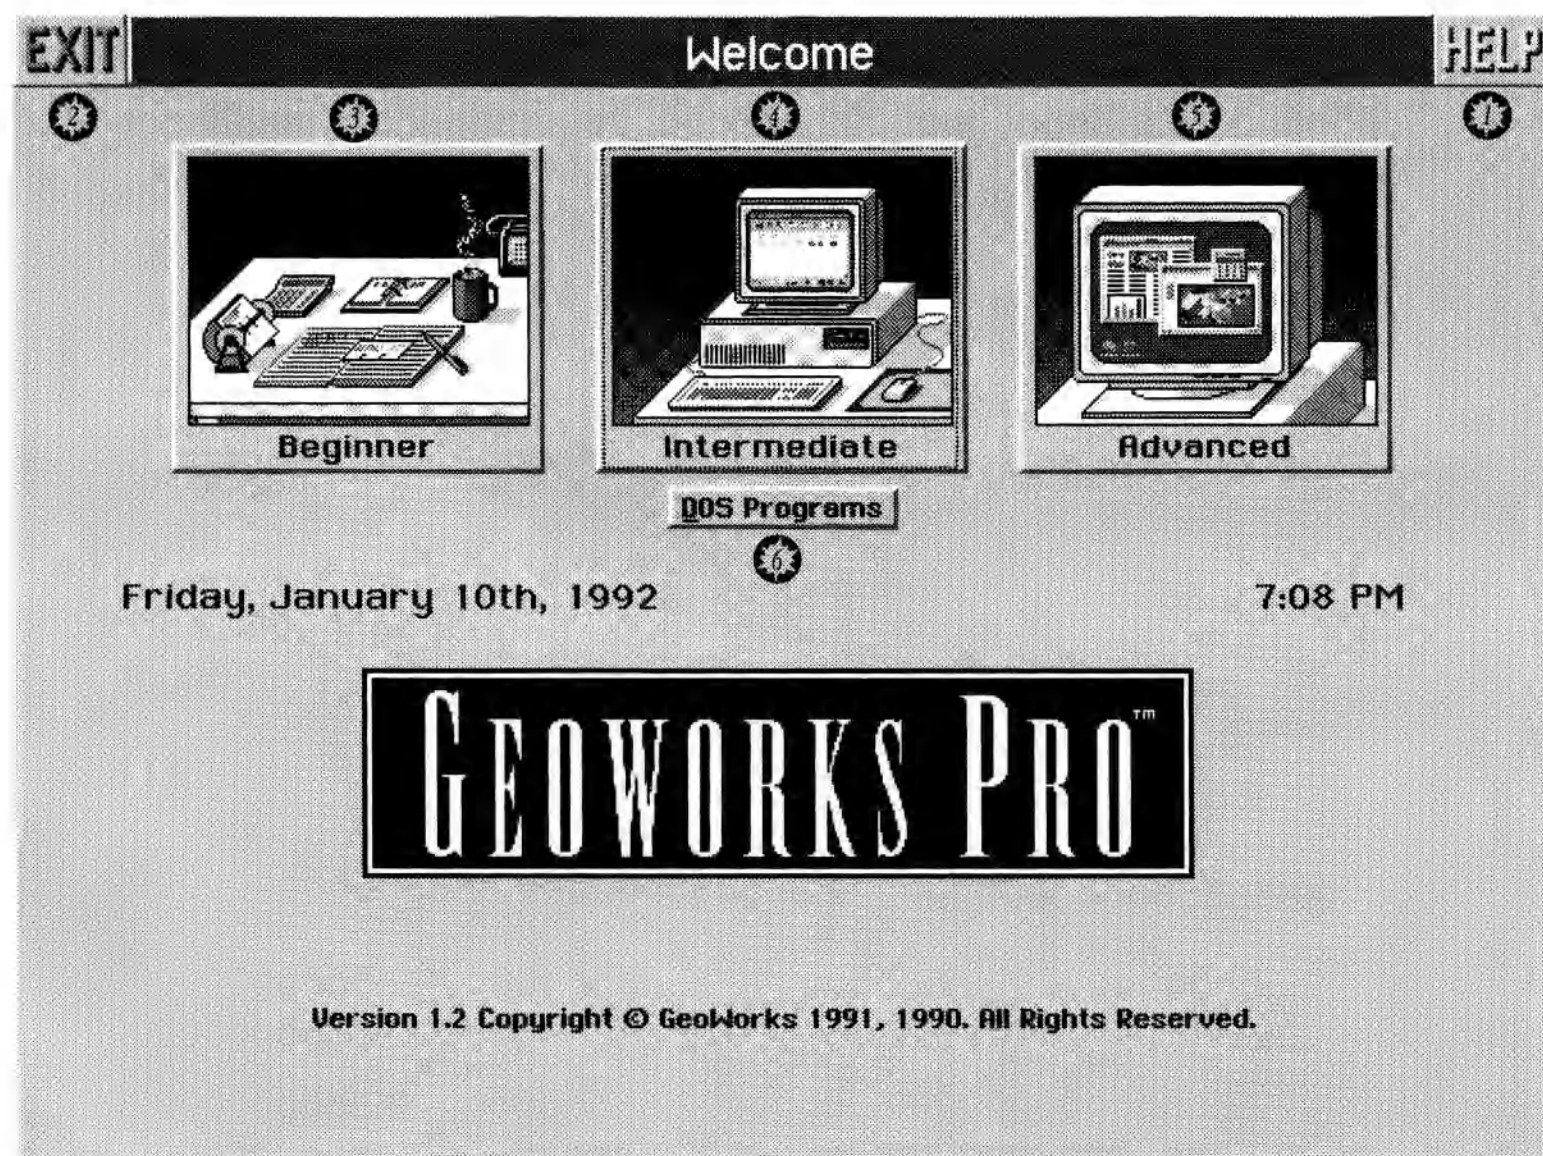 EXIT
Welcome
HELP
2
3
4
5
1
Beginner
Intermediate
Advanced
DOS Programs
6
Friday, January 10th, 1992
7:08 PM
GEOWORKS PRO™
Version 1.2 Copyright © GeoWorks 1991, 1990. All Rights Reserved.